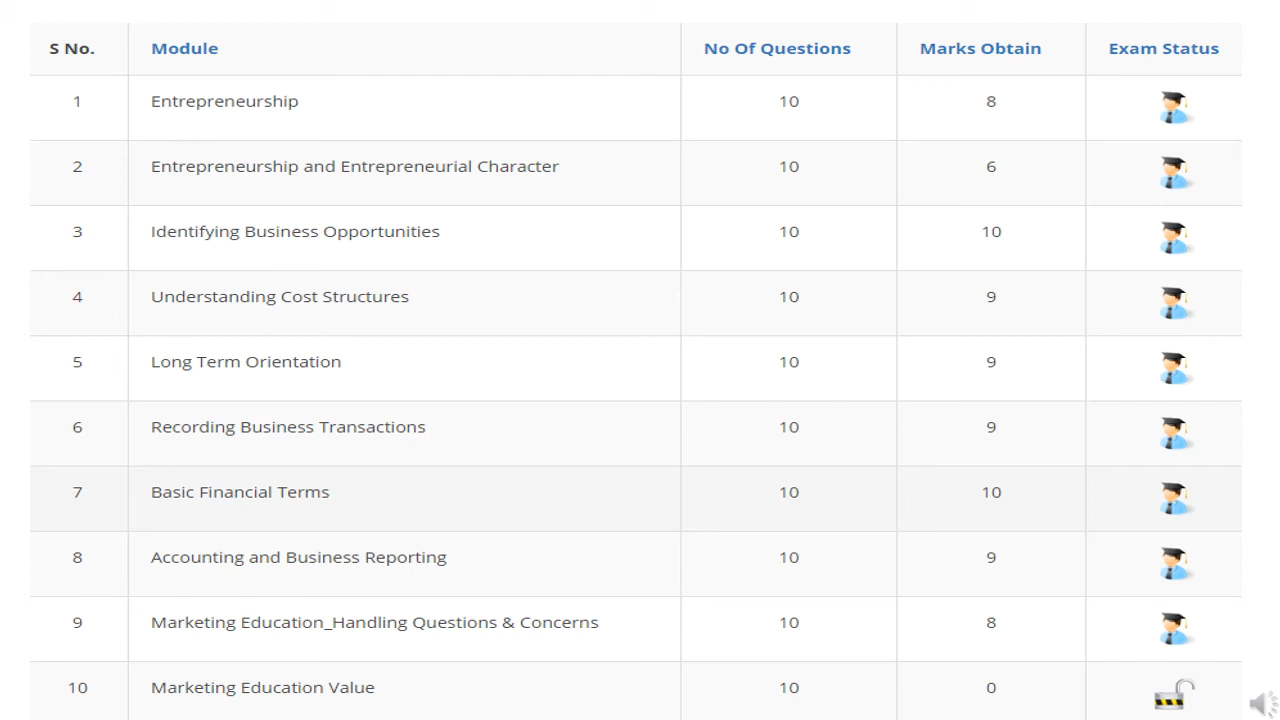 S No. Module No Of Questions Marks Obtain Exam Status
1 Entrepreneurship 10 8
2 Entrepreneurship and Entrepreneurial Character 10 6
3 Identifying Business Opportunities 10 10
4 Understanding Cost Structures 10 9
5 Long Term Orientation 10 9
6 Recording Business Transactions 10 9
7 Basic Financial Terms 10 10
8 Accounting and Business Reporting 10 9
9 Marketing Education_Handling Questions & Concerns 10 8
10 Marketing Education Value 10 0